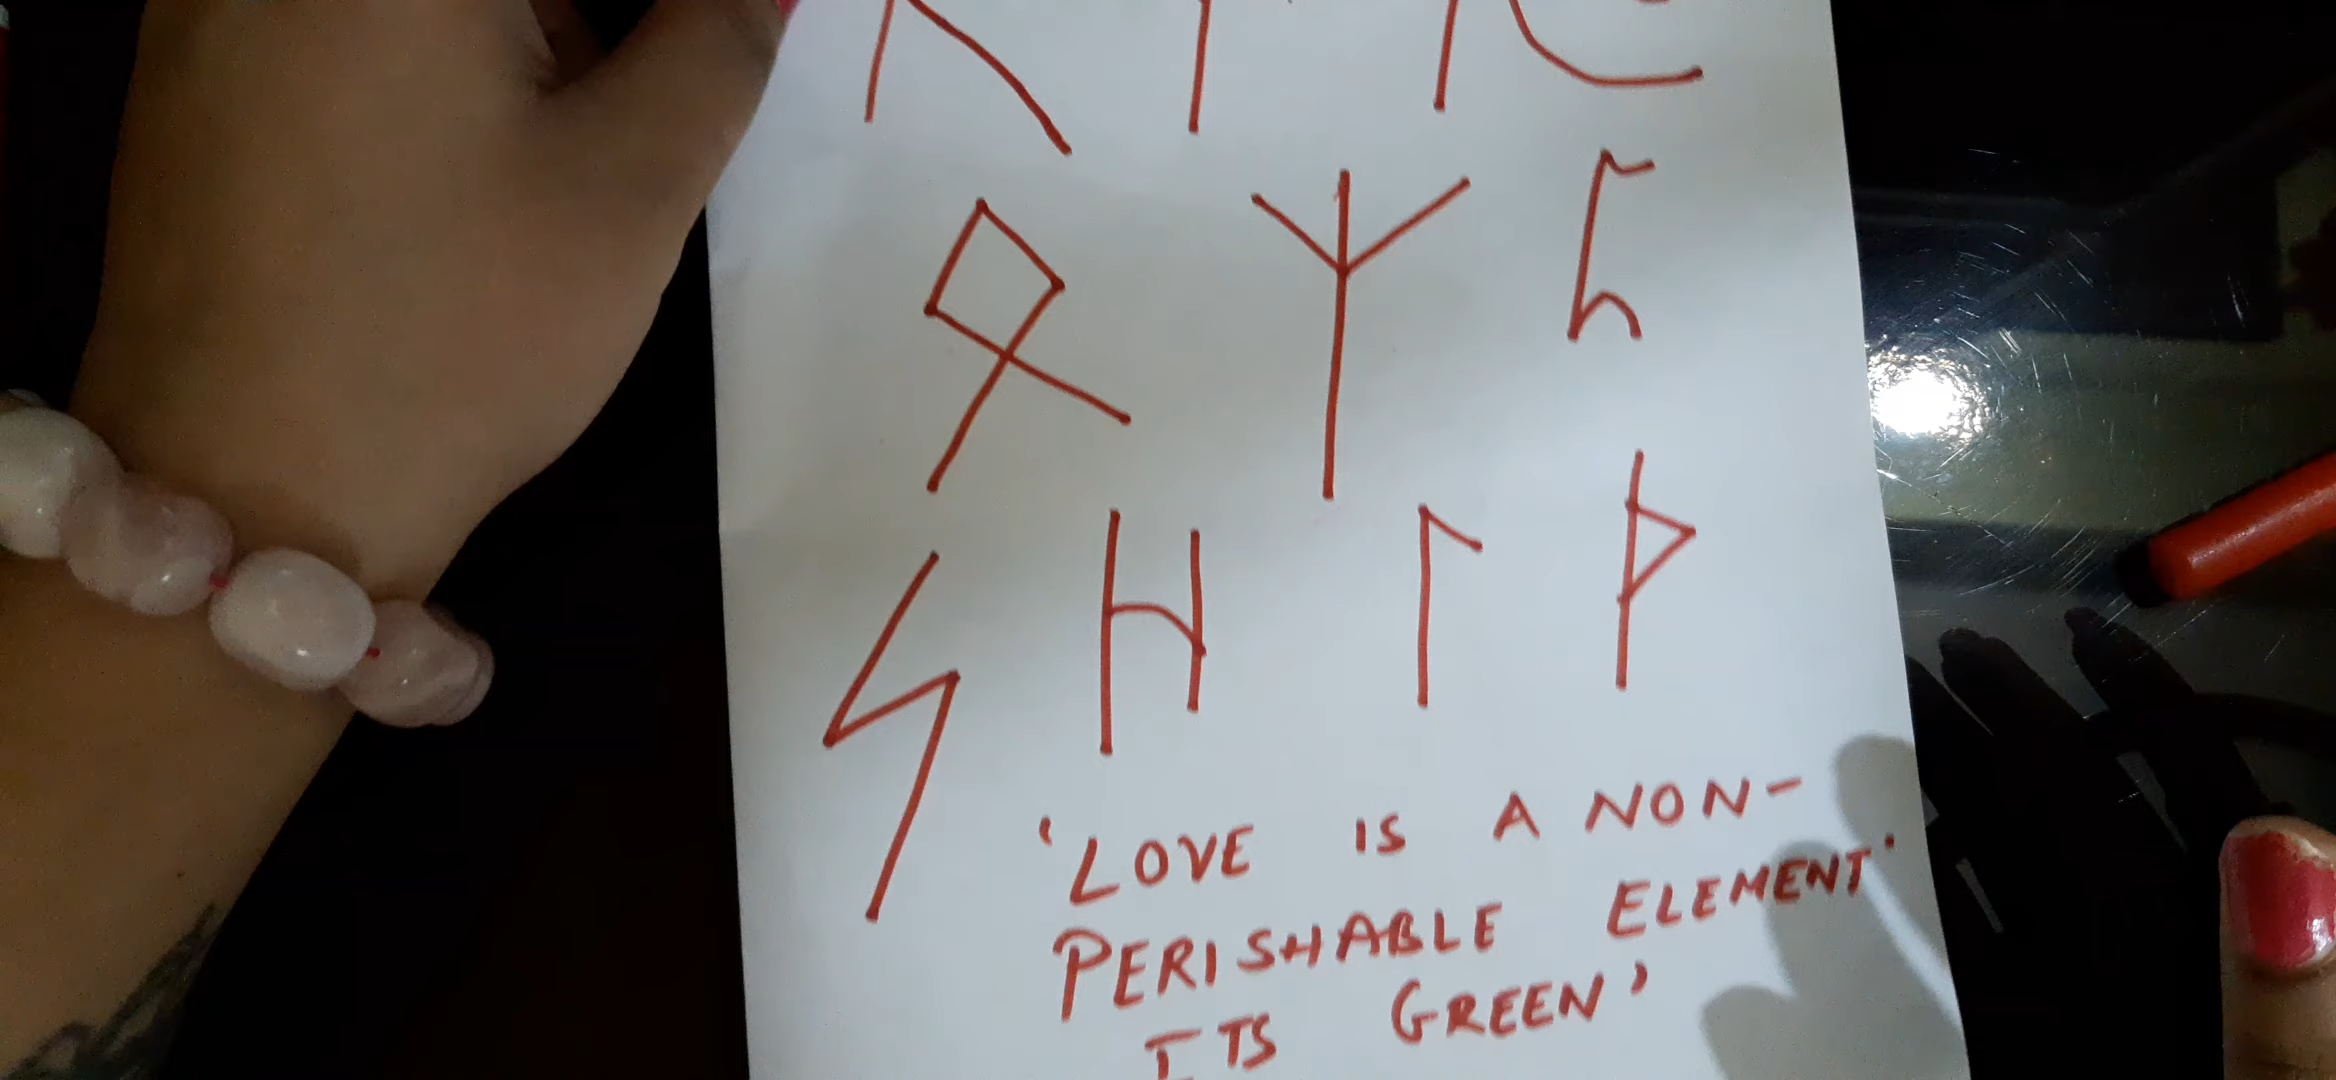 ᛟ ᛉ ᛈ
ᛋ ᚺ ᛚ ᚦ
'LOVE IS A NON-
PERISHABLE ELEMENT.
ITS GREEN'